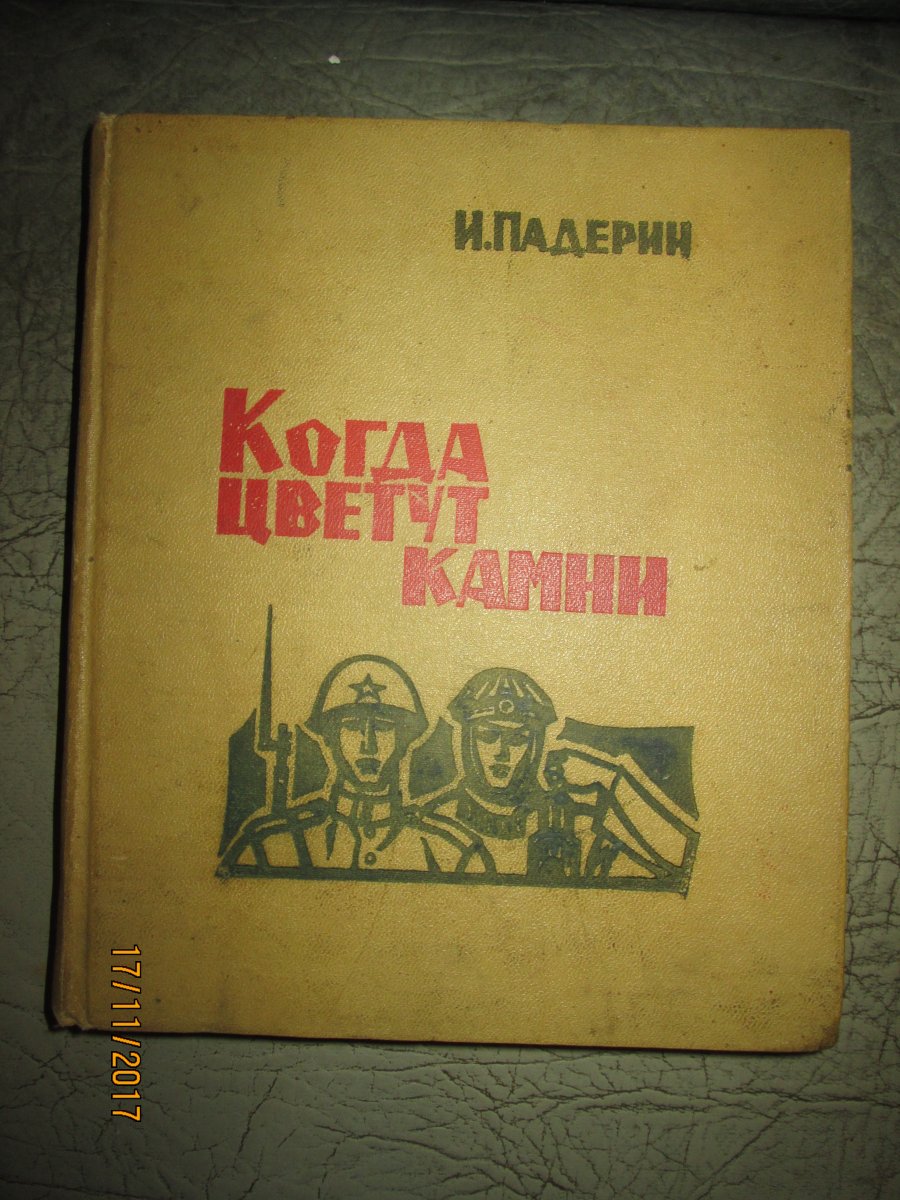 И.ПАДЕРИН
КОГДА
ЦВЕТУТ
КАМНИ
17/11/2017